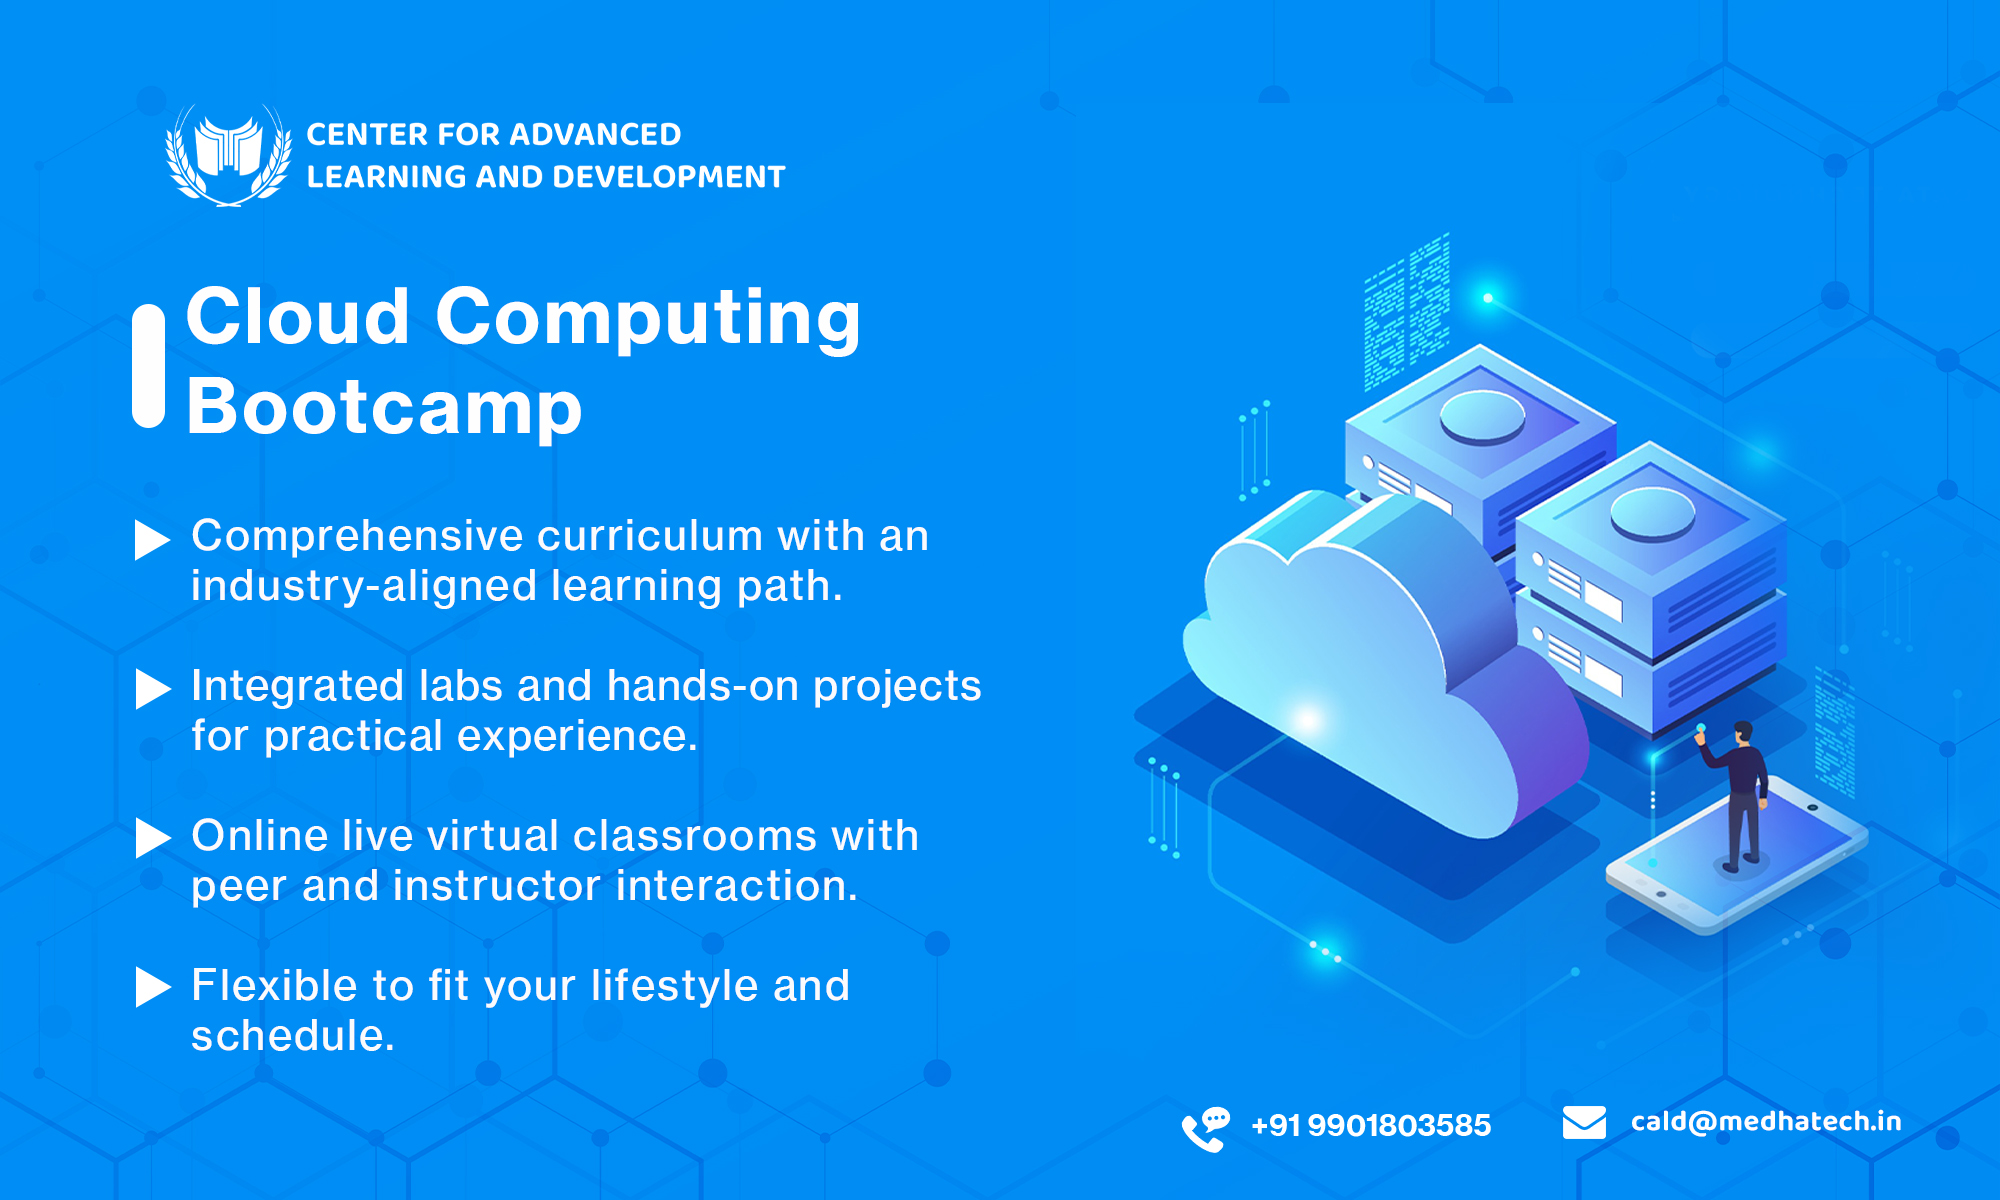 CENTER FOR ADVANCED
LEARNING AND DEVELOPMENT
Cloud Computing
Bootcamp
Comprehensive curriculum with an
industry-aligned learning path.
Integrated labs and hands-on projects
for practical experience.
Online live virtual classrooms with
peer and instructor interaction.
Flexible to fit your lifestyle and
schedule.
+91 9901803585
cald@medhatech.in